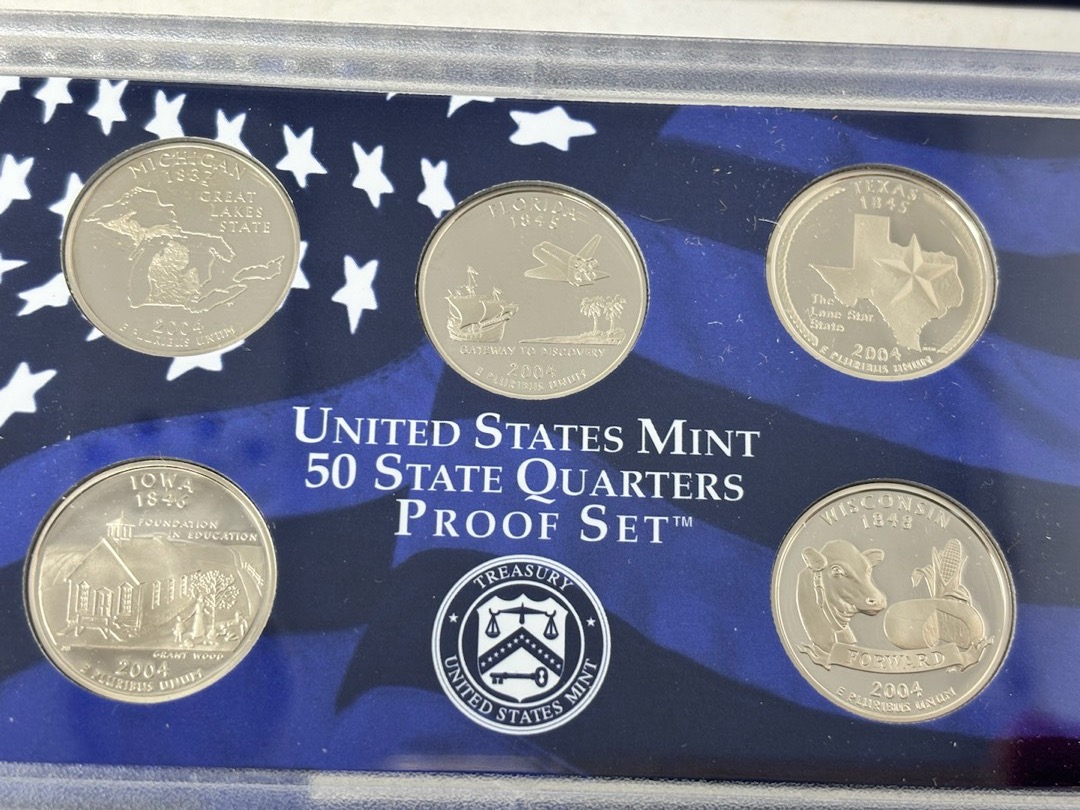 MICHIGAN
1837
GREAT
LAKES
STATE
2004
E PLURIBUS UNUM
FLORIDA
1845
GATEWAY TO DISCOVERY
2004
E PLURIBUS UNUM
TEXAS
1845
The
Lone Star
State
2004
E PLURIBUS UNUM
UNITED STATES MINT
50 STATE QUARTERS
PROOF SET™
IOWA
1846
FOUNDATION
IN EDUCATION
GRANT WOOD
2004
E PLURIBUS UNUM
TREASURY
UNITED STATES MINT
WISCONSIN
1848
FORWARD
2004
E PLURIBUS UNUM